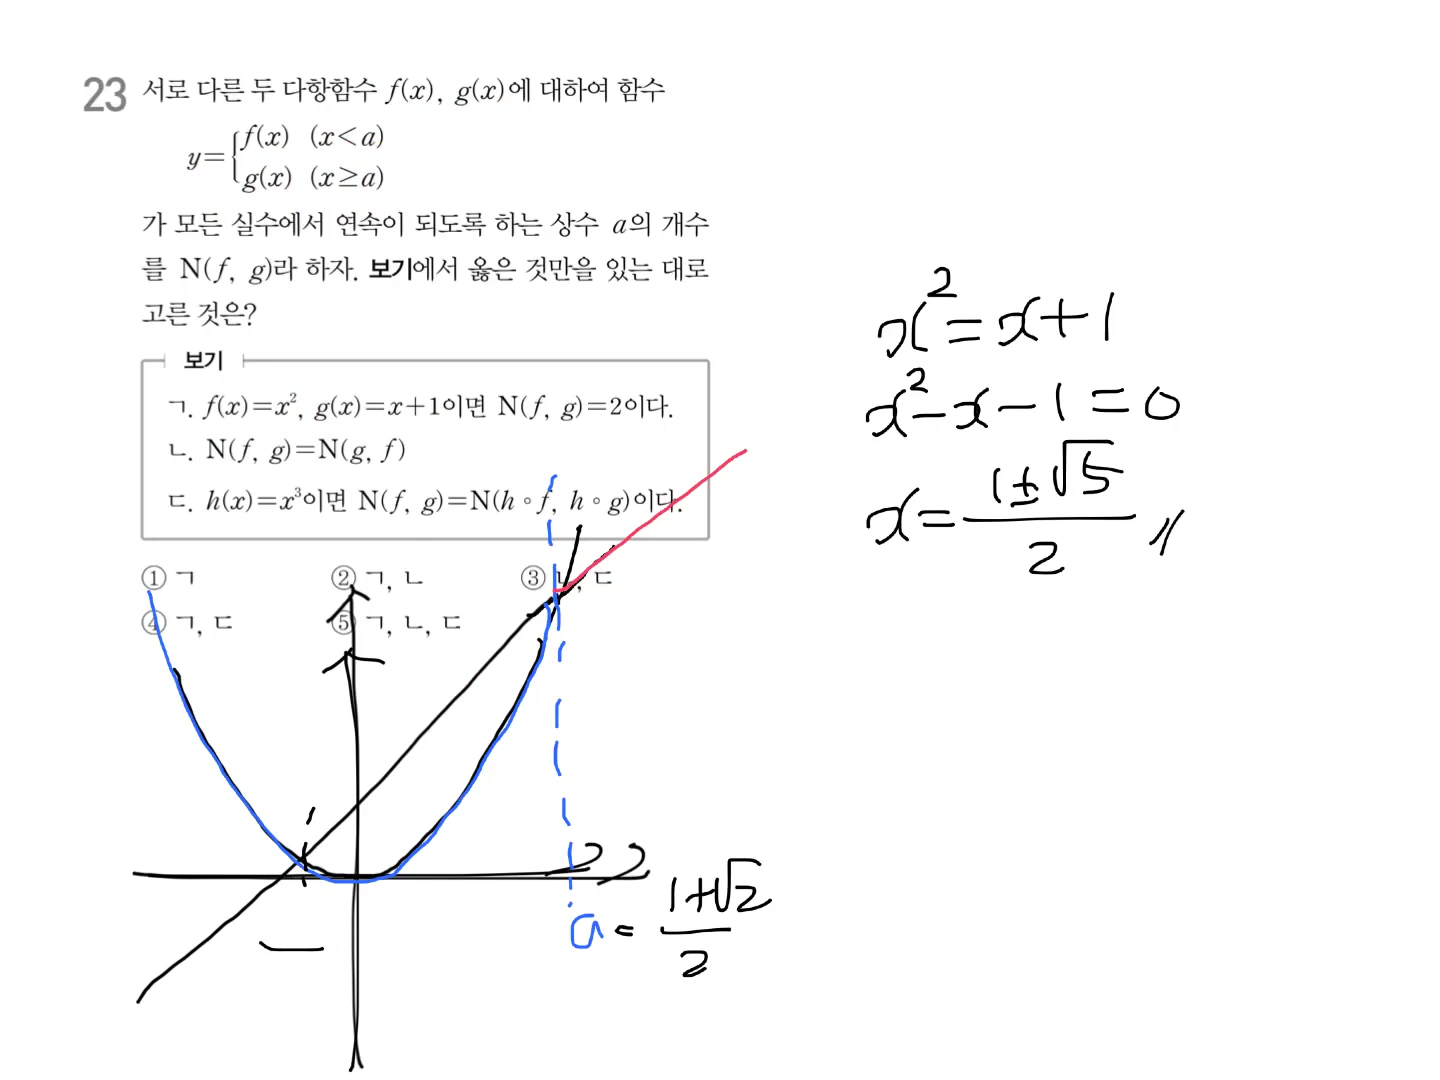 23 서로 다른 두 다항함수 f(x), g(x)에 대하여 함수
y={f(x) (x<a)
g(x) (x≥a)
가 모든 실수에서 연속이 되도록 하는 상수 a의 개수
를 N(f, g)라 하자. 보기에서 옳은 것만을 있는 대로
고른 것은?
보기
ㄱ. f(x)=x², g(x)=x+1이면 N(f, g)=2이다.
ㄴ. N(f, g)=N(g, f)
ㄷ. h(x)=x³이면 N(f, g)=N(h∘f, h∘g)이다.
① ㄱ ② ㄱ, ㄴ ③ ㄴ, ㄷ
④ ㄱ, ㄷ ⑤ ㄱ, ㄴ, ㄷ
x²=x+1
x²-x-1=0
x=(1±√5)/2
a=(1+√2)/2